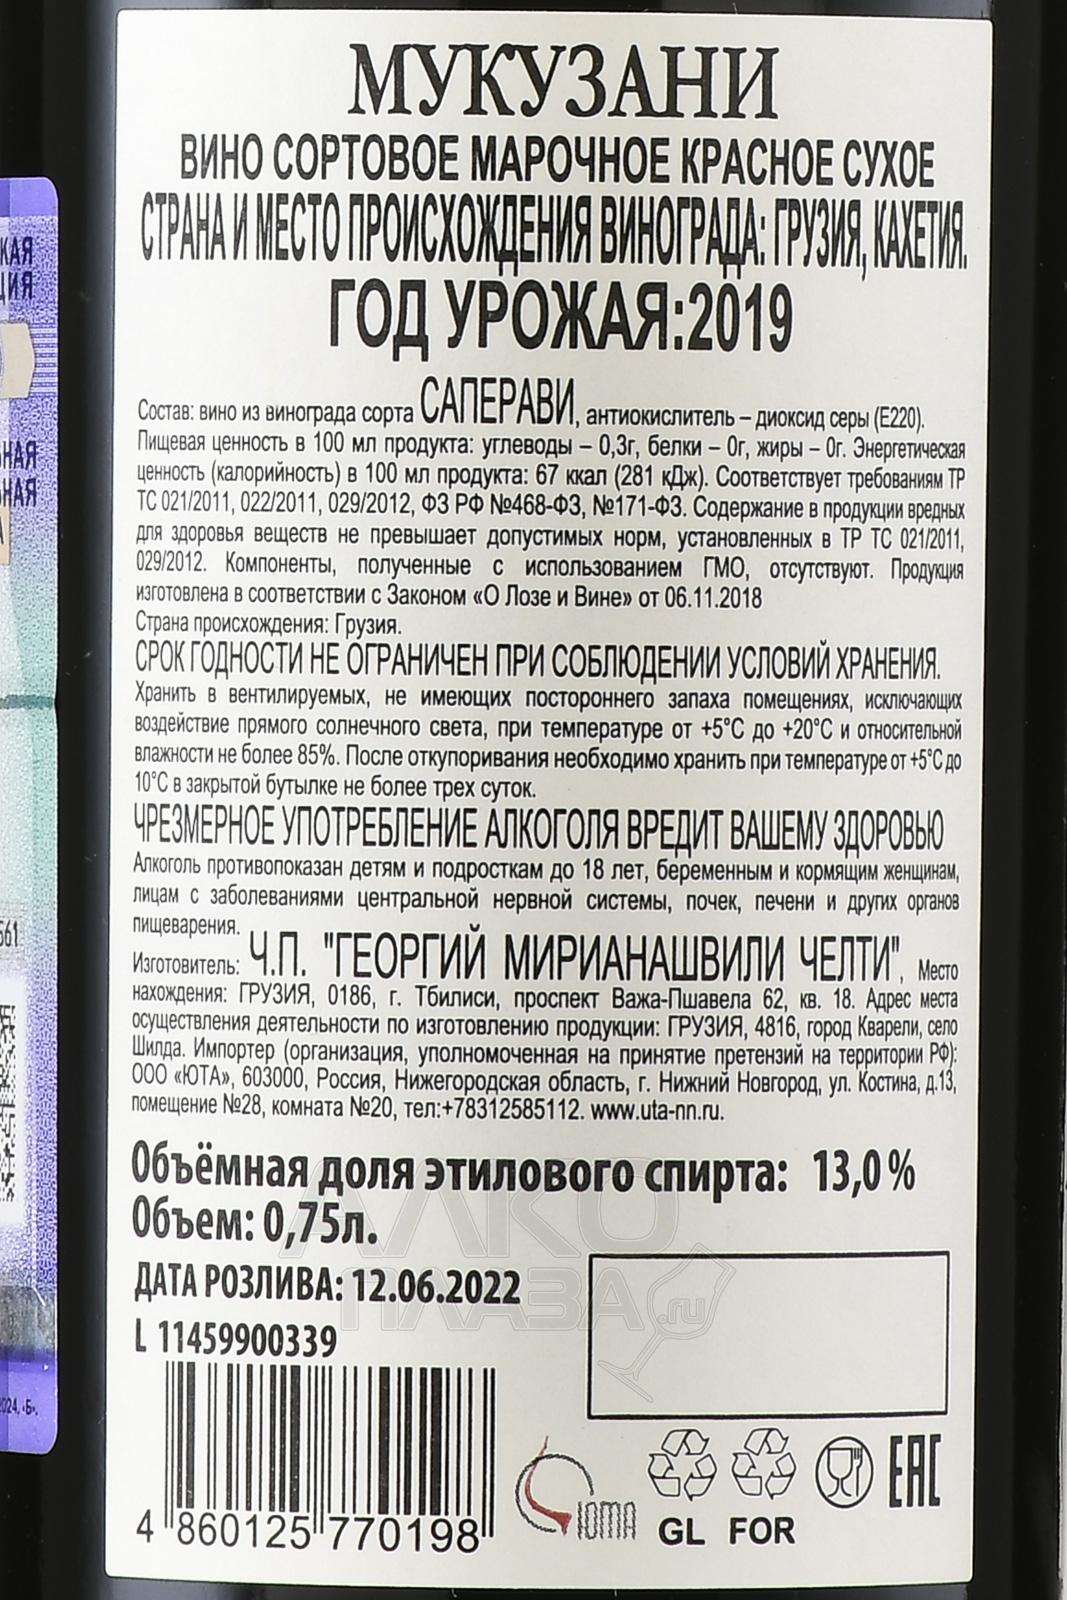 МУКУЗАНИ
ВИНО СОРТОВОЕ МАРОЧНОЕ КРАСНОЕ СУХОЕ
СТРАНА И МЕСТО ПРОИСХОЖДЕНИЯ ВИНОГРАДА: ГРУЗИЯ, КАХЕТИЯ.
ГОД УРОЖАЯ:2019
Состав: вино из винограда сорта САПЕРАВИ, антиокислитель – диоксид серы (Е220).
Пищевая ценность в 100 мл продукта: углеводы – 0,3г, белки – 0г, жиры – 0г. Энергетическая
ценность (калорийность) в 100 мл продукта: 67 ккал (281 кДж). Соответствует требованиям ТР
ТС 021/2011, 022/2011, 029/2012, ФЗ РФ №468-ФЗ, №171-ФЗ. Содержание в продукции вредных
для здоровья веществ не превышает допустимых норм, установленных в ТР ТС 021/2011,
029/2012. Компоненты, полученные с использованием ГМО, отсутствуют. Продукция
изготовлена в соответствии с Законом «О Лозе и Вине» от 06.11.2018
Страна происхождения: Грузия.
СРОК ГОДНОСТИ НЕ ОГРАНИЧЕН ПРИ СОБЛЮДЕНИИ УСЛОВИЙ ХРАНЕНИЯ.
Хранить в вентилируемых, не имеющих постороннего запаха помещениях, исключающих
воздействие прямого солнечного света, при температуре от +5°С до +20°С и относительной
влажности не более 85%. После откупоривания необходимо хранить при температуре от +5°С до
10°С в закрытой бутылке не более трех суток.
ЧРЕЗМЕРНОЕ УПОТРЕБЛЕНИЕ АЛКОГОЛЯ ВРЕДИТ ВАШЕМУ ЗДОРОВЬЮ
Алкоголь противопоказан детям и подросткам до 18 лет, беременным и кормящим женщинам,
лицам с заболеваниями центральной нервной системы, почек, печени и других органов
пищеварения.
Изготовитель: Ч.П. "ГЕОРГИЙ МИРИАНАШВИЛИ ЧЕЛТИ", Место
нахождения: ГРУЗИЯ, 0186, г. Тбилиси, проспект Важа-Пшавела 62, кв. 18. Адрес места
осуществления деятельности по изготовлению продукции: ГРУЗИЯ, 4816, город Кварели, село
Шилда. Импортер (организация, уполномоченная на принятие претензий на территории РФ):
ООО «ЮТА», 603000, Россия, Нижегородская область, г. Нижний Новгород, ул. Костина, д.13,
помещение №28, комната №20, тел:+78312585112. www.uta-nn.ru.
Объёмная доля этилового спирта: 13,0%
Объем: 0,75л.
ДАТА РОЗЛИВА: 12.06.2022
L 11459900339
4 860125 770198
ЮТА
GL FOR
EAC
АЛКО
ПЛАЗА.ru
КАЯ
ЦИЯ
НАЯ
НАЯ
А
561
2024, «Б».